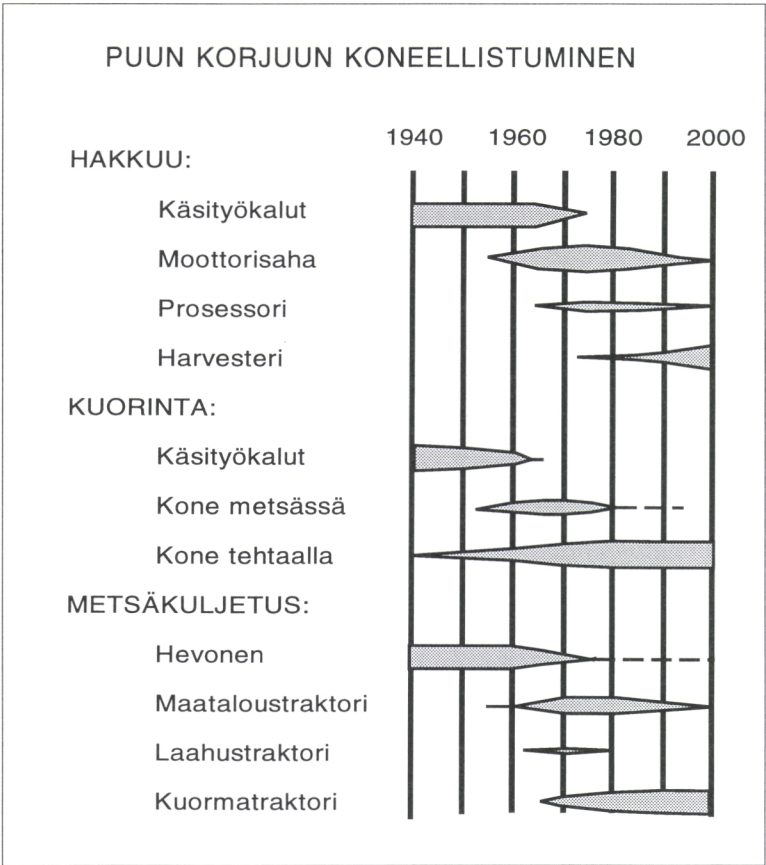 PUUN KORJUUN KONEELLISTUMINEN
1940 1960 1980 2000
HAKKUU:
Käsityökalut
Moottorisaha
Prosessori
Harvesteri
KUORINTA:
Käsityökalut
Kone metsässä
Kone tehtaalla
METSÄKULJETUS:
Hevonen
Maataloustraktori
Laahustraktori
Kuormatraktori